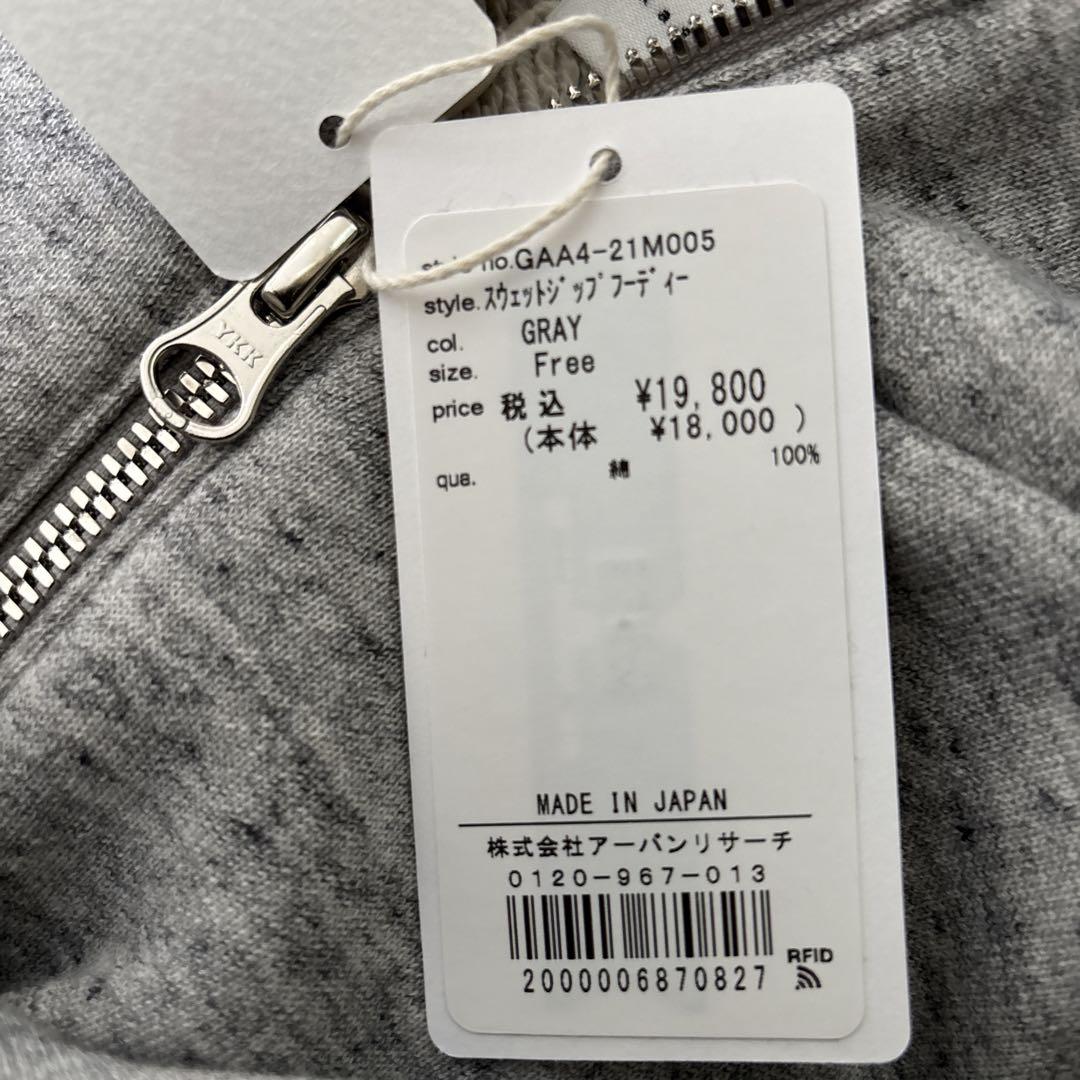 YKK
style no.GAA4-21M005
style.ｽｳｪｯﾄｼﾞｯﾌﾟﾌｰﾃﾞｨｰ
col. GRAY
size. Free
price 税込 ¥19,800
(本体 ¥18,000 )
qua. 綿 100%
MADE IN JAPAN
株式会社アーバンリサーチ
0120-967-013
2000006870827
RFID